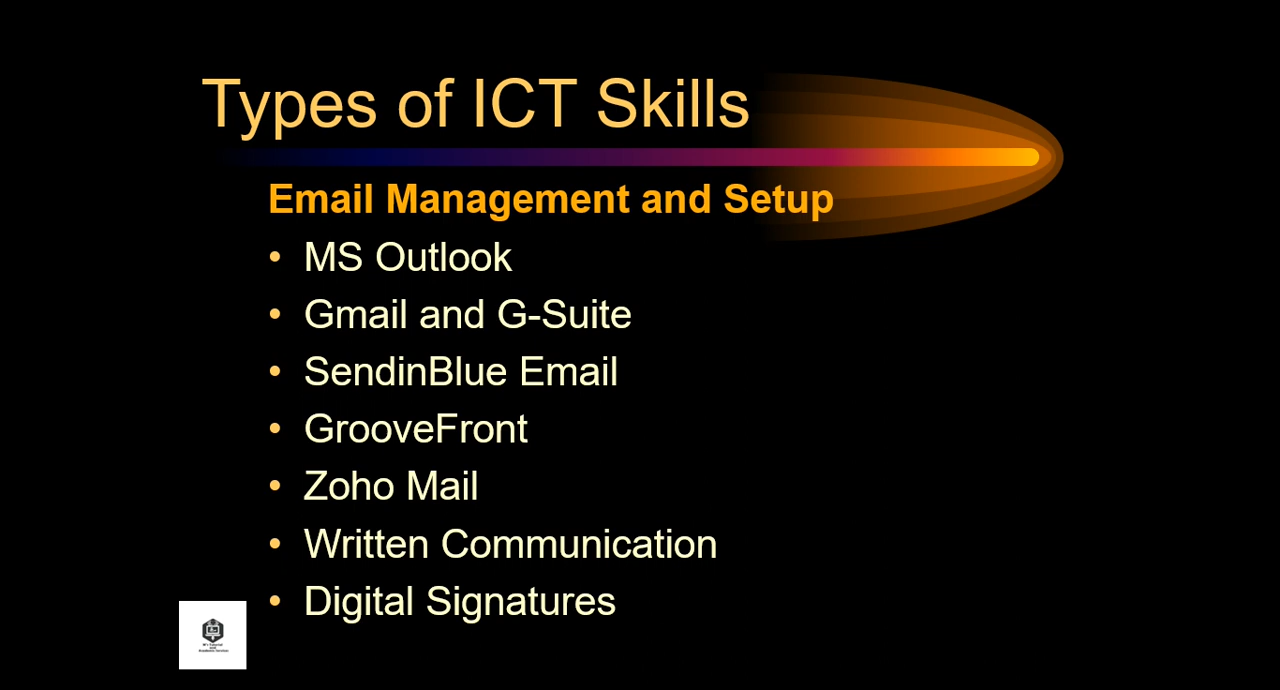 Types of ICT Skills
Email Management and Setup
• MS Outlook
• Gmail and G-Suite
• SendinBlue Email
• GrooveFront
• Zoho Mail
• Written Communication
• Digital Signatures